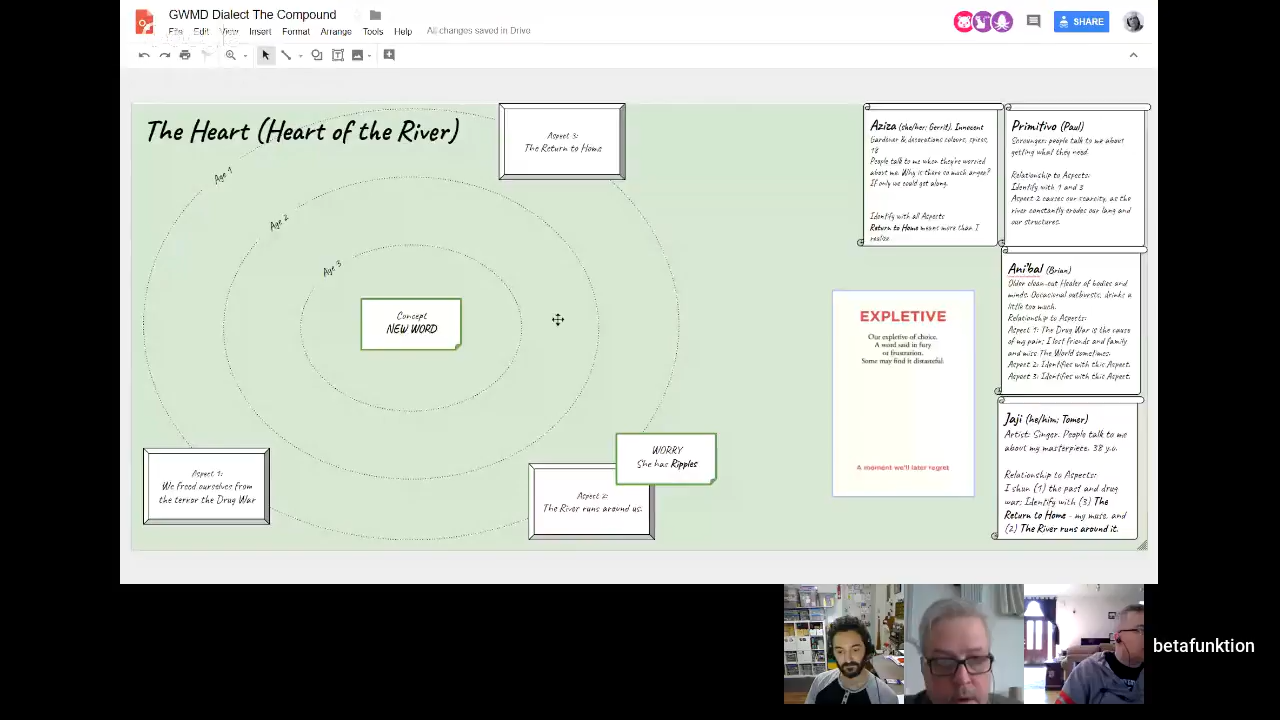 GWMD Dialect The Compound
File Edit View Insert Format Arrange Tools Help All changes saved in Drive
SHARE
The Heart (Heart of the River)
Age 1
Age 2
Age 3
Concept
NEW WORD
Aspect 3:
The Return to Home
Aspect 1:
We freed ourselves from
the terror the Drug War
WORRY
She has Ripples
Aspect 2:
The River runs around us.
EXPLETIVE
Our expletive of choice.
A word said in fury
or frustration.
Some may find it distasteful.
A moment we'll later regret
Aziza (she/her; Gerrit). Innocent
Gardener & decorations colours, spices,
18
People talk to me when they're worried
about me. Why is there so much anger?
If only we could get along.
Identify with all Aspects
Return to Home means more than I
realize.
Primitivo (Paul)
Scrounger: people talk to me about
getting what they need.
Relationship to Aspects:
Identify with 1 and 3
Aspect 2 causes our scarcity, as the
river constantly erodes our lang and
our structures.
Ani'bal (Brian)
Older clean-cut Healer of bodies and
minds. Occasional outbursts, drinks a
little too much.
Relationship to Aspects:
Aspect 1: The Drug War is the cause
of my pain; I lost friends and family
and miss The World sometimes.
Aspect 2: Identifies with this Aspect.
Aspect 3: Identifies with this Aspect.
Jaji (he/him; Tomer)
Artist: Singer. People talk to me
about my masterpiece. 38 y.o.
Relationship to Aspects:
I shun (1) the past and drug
war; Identify with (3) The
Return to Home - my muse, and
(2) The River runs around it.
betafunktion